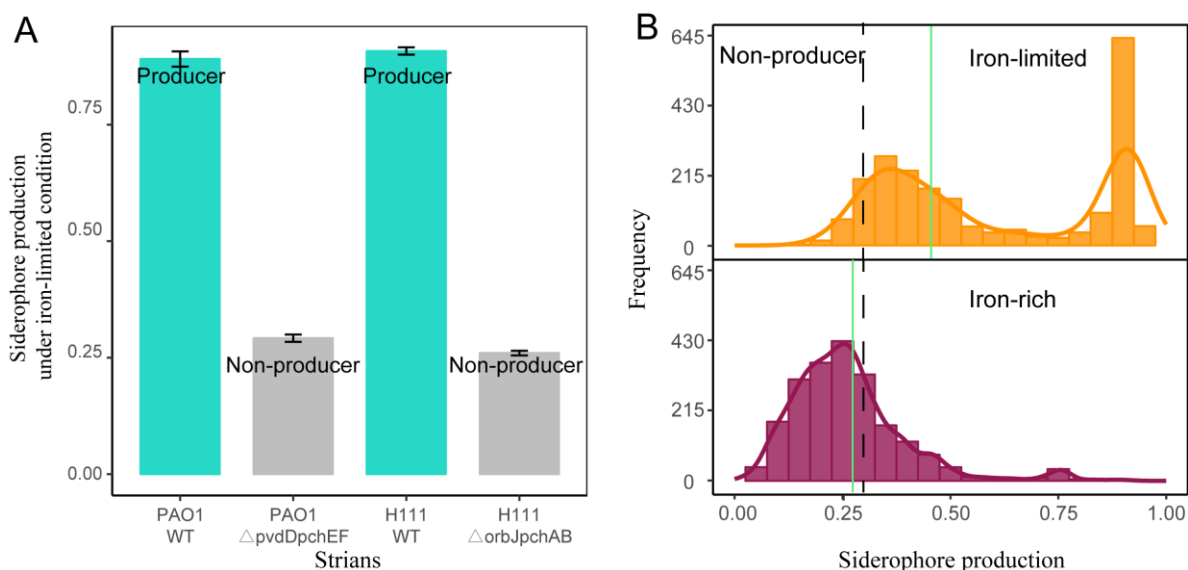 A
Siderophore production
under iron-limited condition
0.75
0.50
0.25
0.00
Producer
Non-producer
Producer
Non-producer
PAO1
WT
PAO1
△pvdDpchEF
H111
WT
H111
△orbJpchAB
Strians
B
Frequency
645
430
215
0
Non-producer
Iron-limited
645
430
215
0
Iron-rich
0.00
0.25
0.50
0.75
1.00
Siderophore production